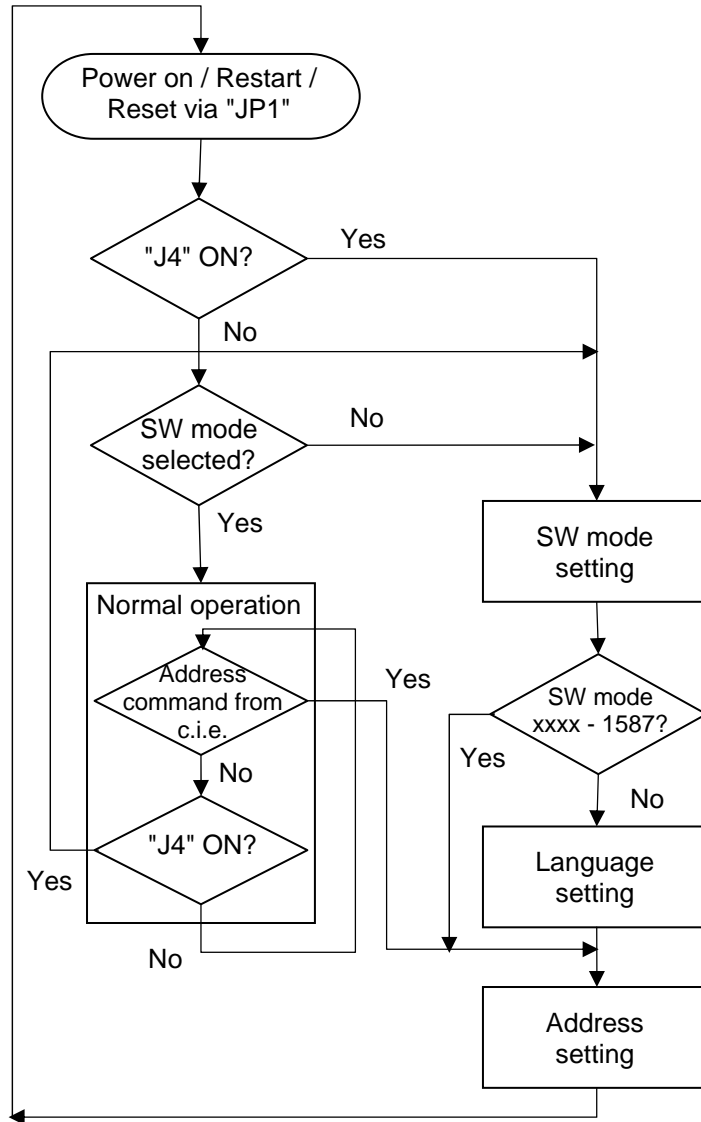 Power on / Restart /
Reset via "JP1"
"J4" ON?
Yes
No
SW mode
selected?
No
Yes
SW mode
setting
Normal operation
Address
command from
c.i.e.
Yes
No
SW mode
xxxx - 1587?
Yes
No
"J4" ON?
Yes
No
Language
setting
Address
setting